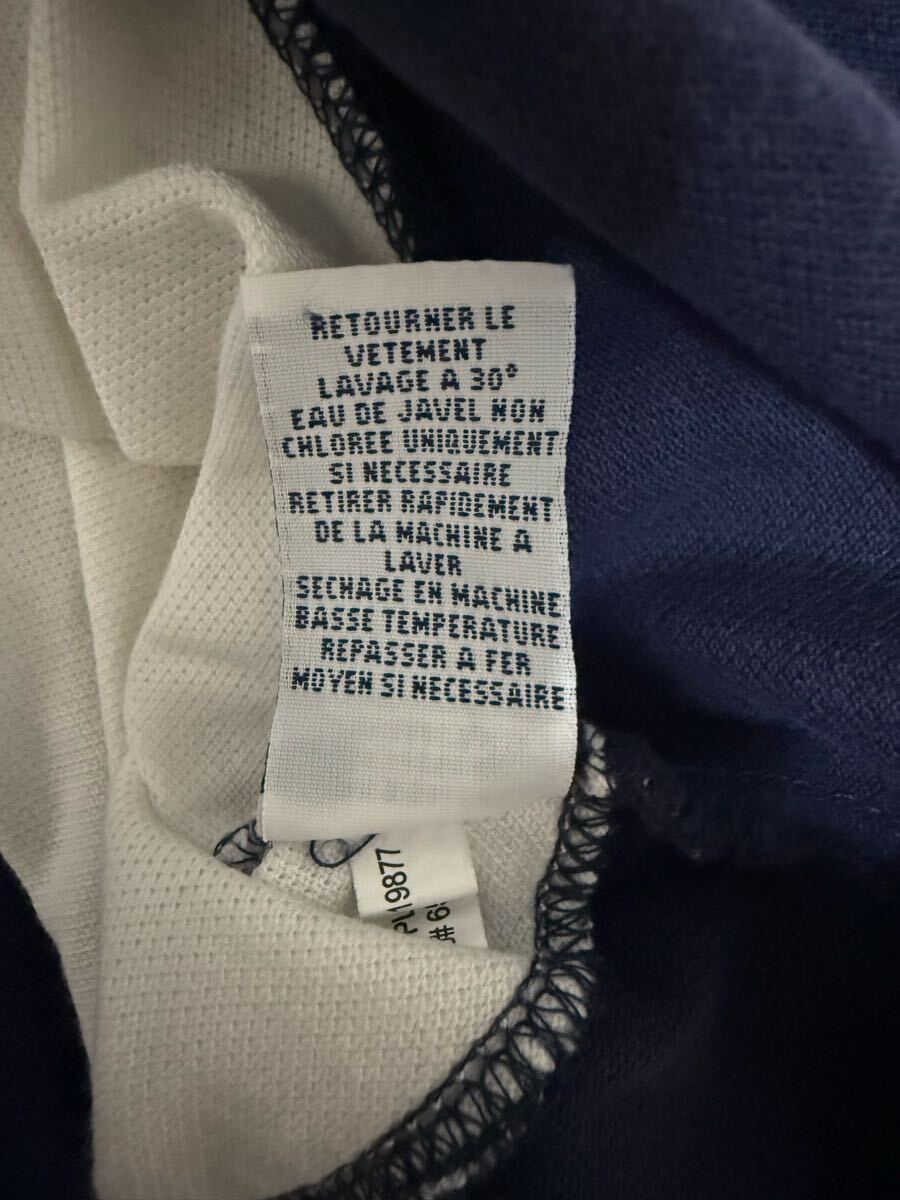 RETOURNER LE
VETEMENT
LAVAGE A 30°
EAU DE JAVEL NON
CHLOREE UNIQUEMENT
SI NECESSAIRE
RETIRER RAPIDEMENT
DE LA MACHINE A
LAVER
SECHAGE EN MACHINE
BASSE TEMPERATURE
REPASSER A FER
MOYEN SI NECESSAIRE
PL19877